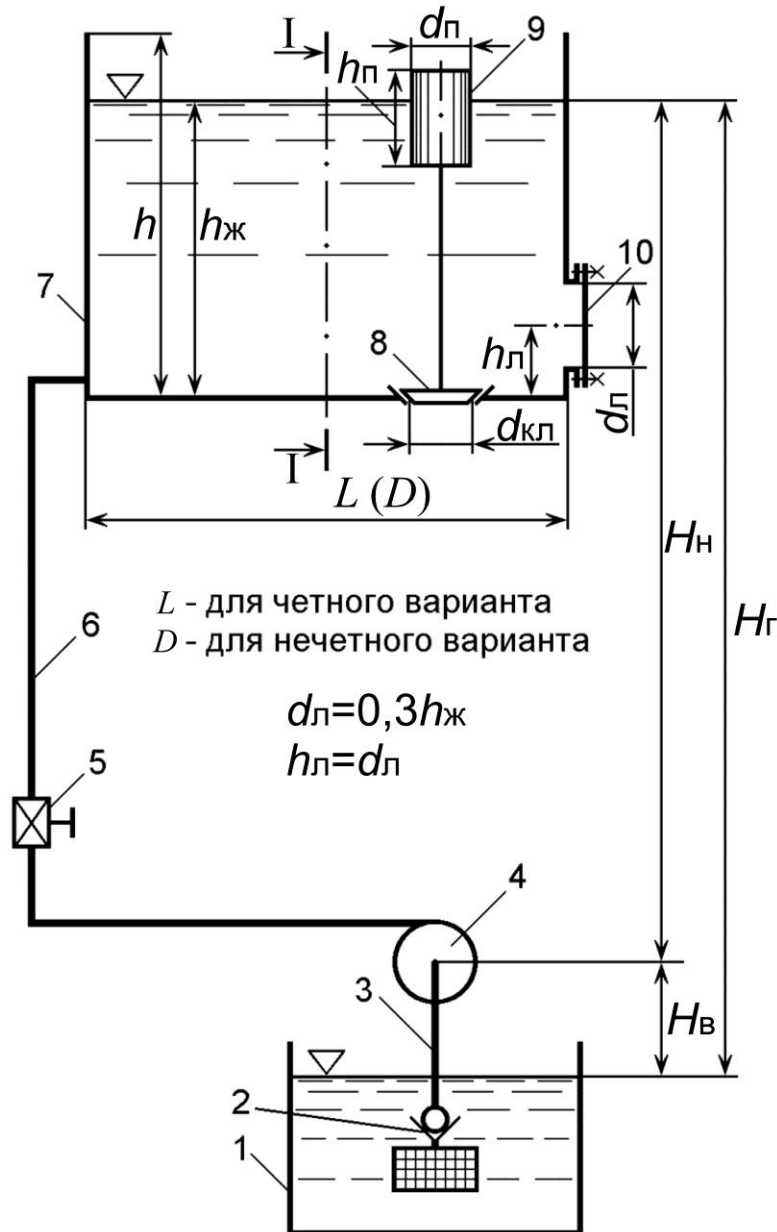 I
dп
9
hп
h
hж
10
7
8
hл
dл
I
dкл
L (D)
Hн
Hг
L - для четного варианта
D - для нечетного варианта
6
dл=0,3hж
hл=dл
5
4
3
Hв
2
1